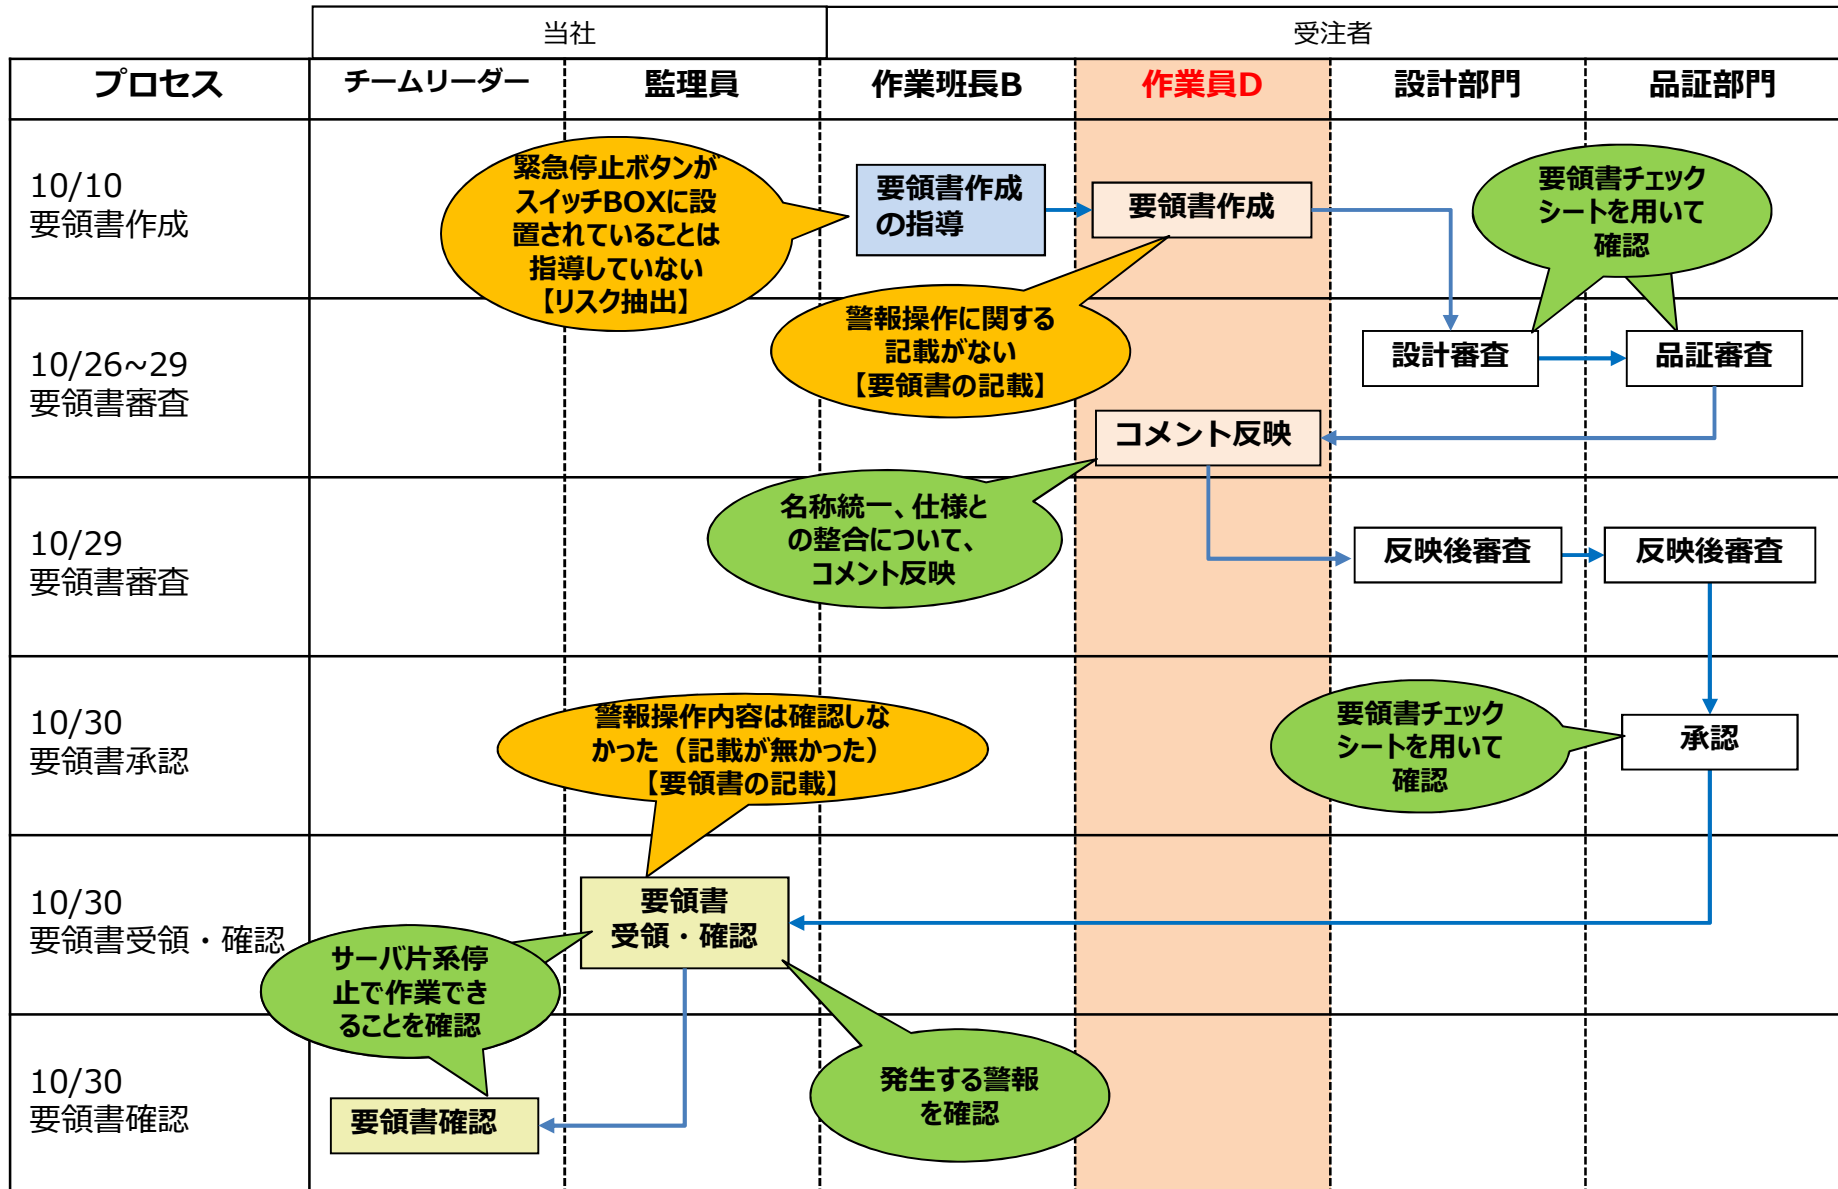 当社
受注者
プロセス
チームリーダー
監理員
作業班長B
作業員D
設計部門
品証部門
10/10
要領書作成
緊急停止ボタンが
スイッチBOXに設
置されていることは
指導していない
【リスク抽出】
要領書作成
の指導
要領書作成
要領書チェック
シートを用いて
確認
警報操作に関する
記載がない
【要領書の記載】
10/26~29
要領書審査
設計審査
品証審査
コメント反映
名称統一、仕様と
の整合について、
コメント反映
10/29
要領書審査
反映後審査
反映後審査
10/30
要領書承認
警報操作内容は確認しな
かった（記載が無かった）
【要領書の記載】
要領書チェック
シートを用いて
確認
承認
10/30
要領書受領・確認
要領書
受領・確認
サーバ片系停
止で作業でき
ることを確認
発生する警報
を確認
10/30
要領書確認
要領書確認